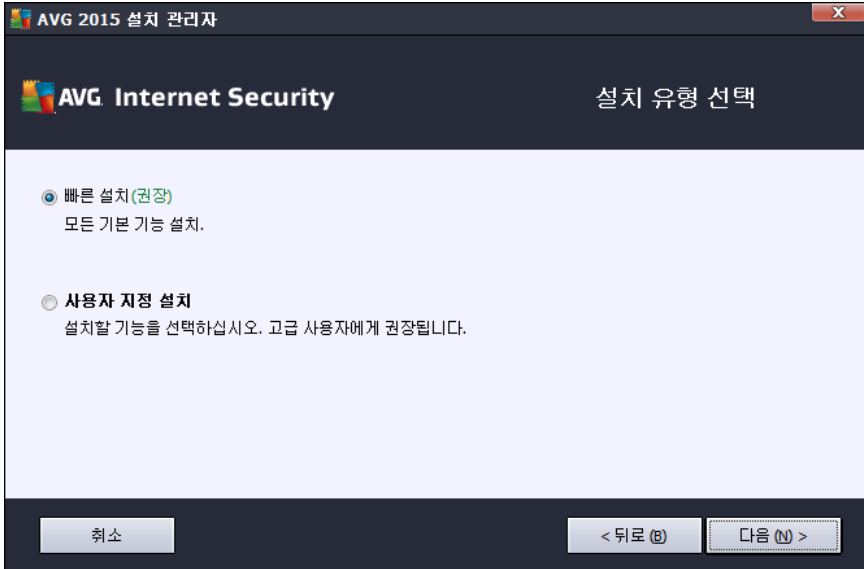 AVG 2015 설치 관리자
AVG Internet Security
설치 유형 선택
빠른 설치(권장)
모든 기본 기능 설치.
사용자 지정 설치
설치할 기능을 선택하십시오. 고급 사용자에게 권장됩니다.
취소
< 뒤로 (B)
다음 (N) >